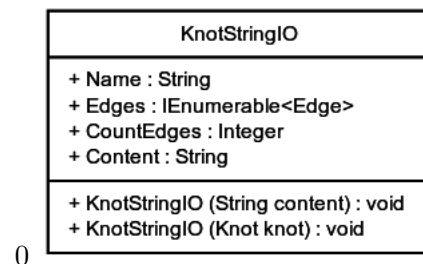 KnotStringIO
+ Name : String
+ Edges : IEnumerable<Edge>
+ CountEdges : Integer
+ Content : String
+ KnotStringIO (String content) : void
+ KnotStringIO (Knot knot) : void
0